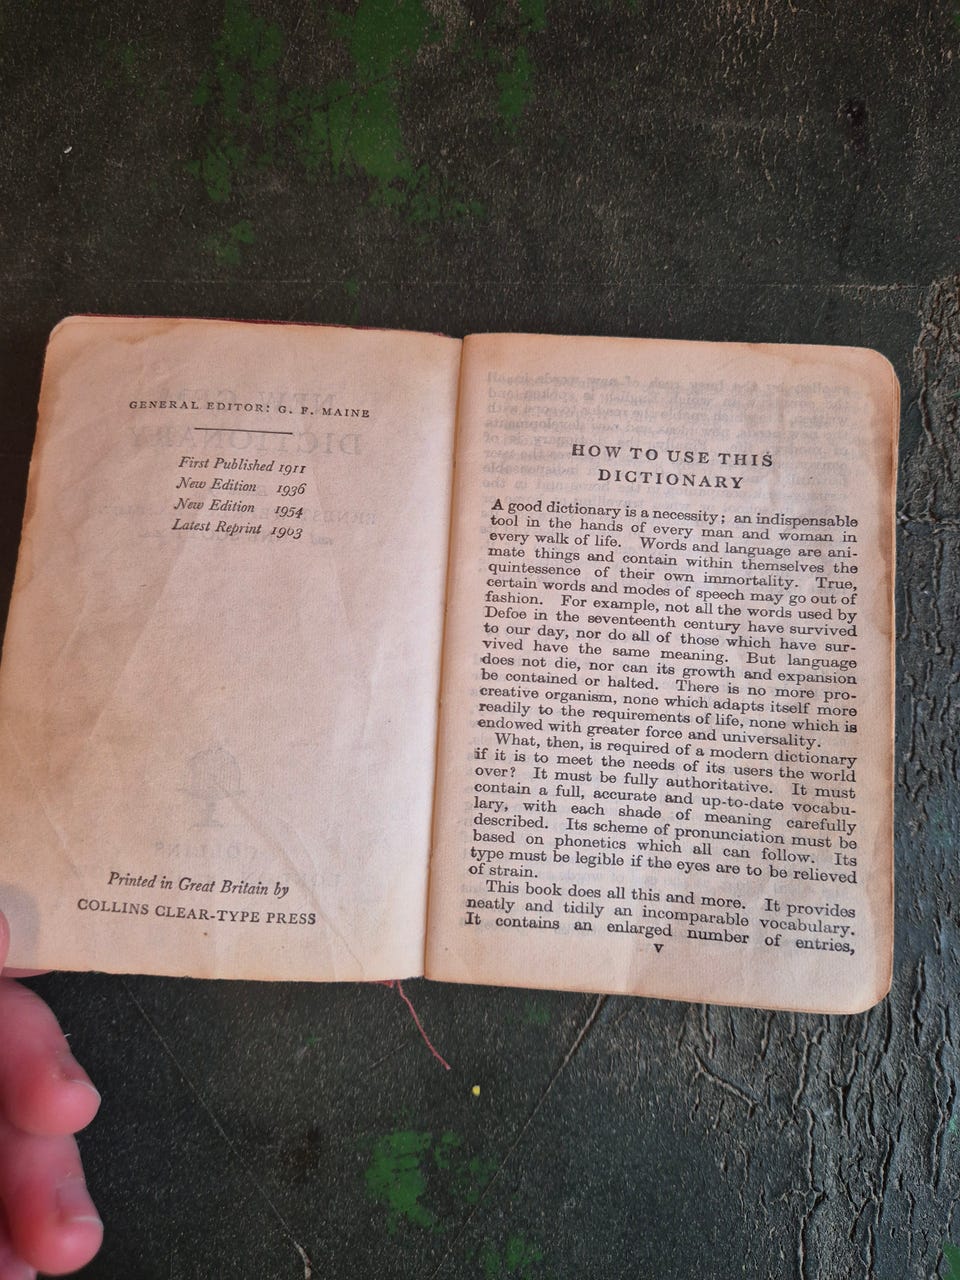 GENERAL EDITOR: G. F. MAINE
First Published 1911
New Edition 1936
New Edition 1954
Latest Reprint 1963
Printed in Great Britain by
COLLINS CLEAR-TYPE PRESS
HOW TO USE THIS
DICTIONARY
A good dictionary is a necessity; an indispensable
tool in the hands of every man and woman in
every walk of life. Words and language are ani-
mate things and contain within themselves the
quintessence of their own immortality. True,
certain words and modes of speech may go out of
fashion. For example, not all the words used by
Defoe in the seventeenth century have survived
to our day, nor do all of those which have sur-
vived have the same meaning. But language
does not die, nor can its growth and expansion
be contained or halted. There is no more pro-
creative organism, none which adapts itself more
readily to the requirements of life, none which is
endowed with greater force and universality.
What, then, is required of a modern dictionary
if it is to meet the needs of its users the world
over? It must be fully authoritative. It must
contain a full, accurate and up-to-date vocabu-
lary, with each shade of meaning carefully
described. Its scheme of pronunciation must be
based on phonetics which all can follow. Its
type must be legible if the eyes are to be relieved
of strain.
This book does all this and more. It provides
neatly and tidily an incomparable vocabulary.
It contains an enlarged number of entries,
v